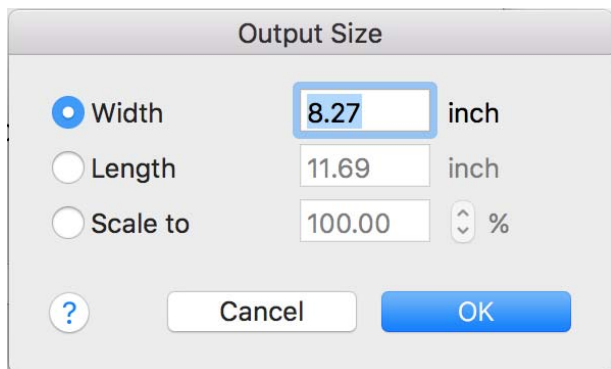 Output Size
Width 8.27 inch
Length 11.69 inch
Scale to 100.00 %
? Cancel OK